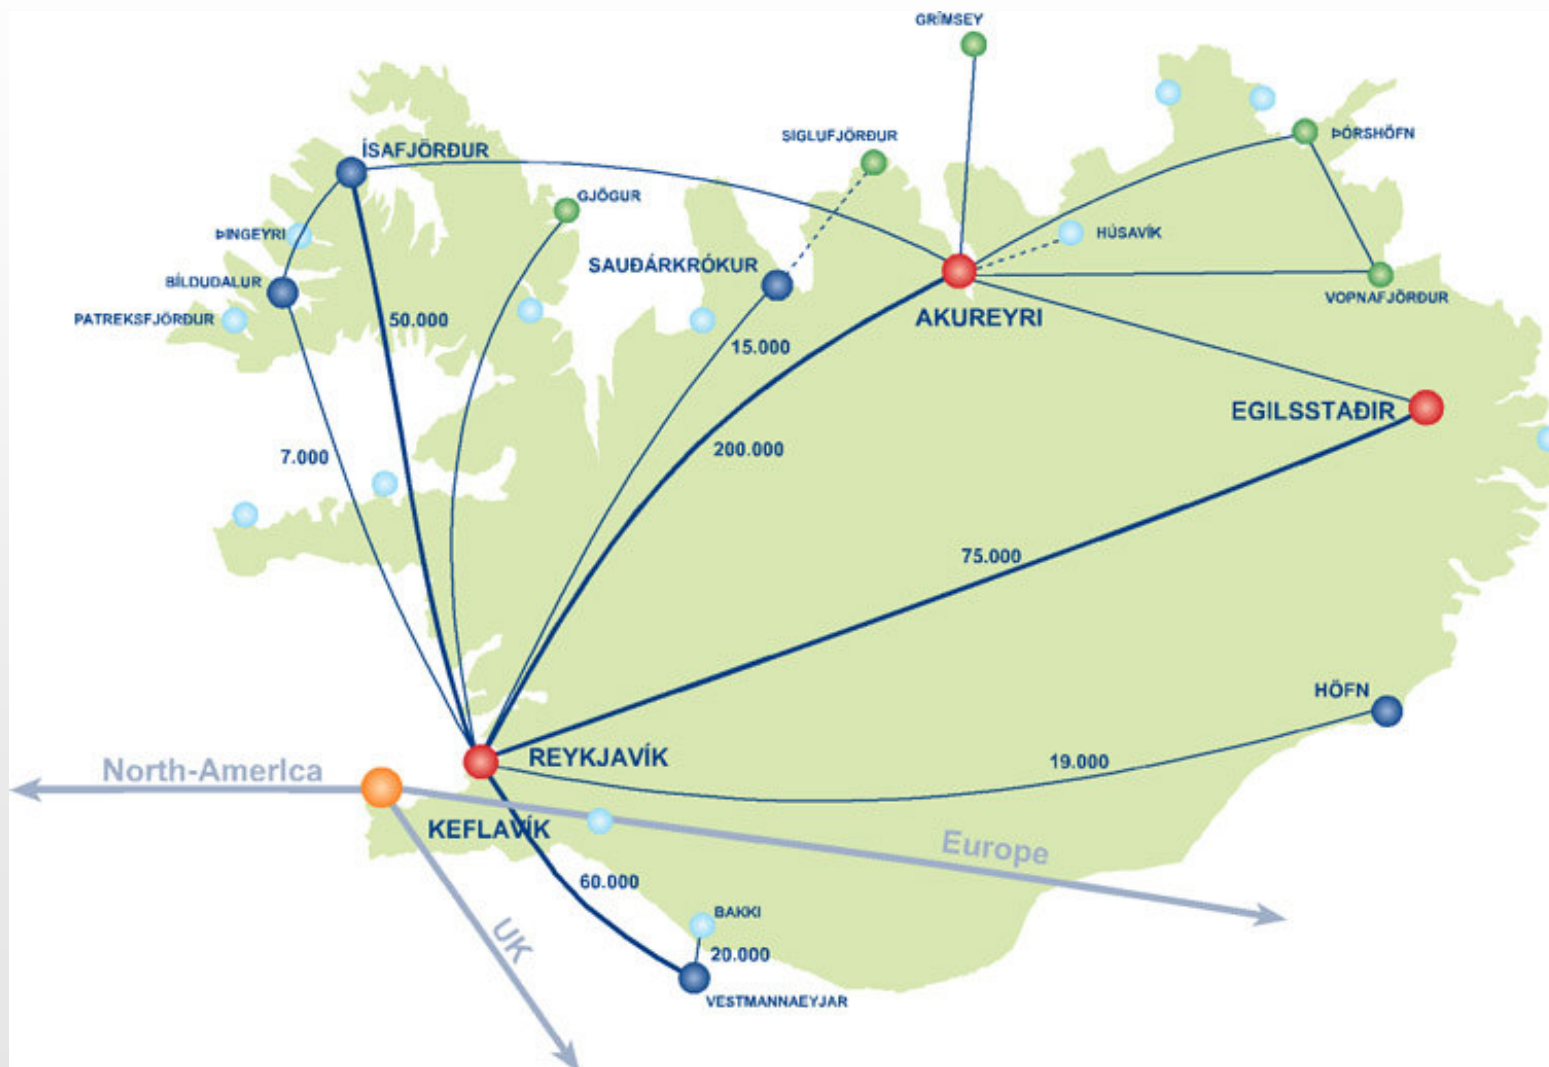 GRÍMSEY
SIGLUFJÖRÐUR
ÞÓRSHÖFN
ÍSAFJÖRÐUR
GJÖGUR
ÞINGEYRI
HÚSAVÍK
SAUÐÁRKRÓKUR
BÍLDUDALUR
VOPNAFJÖRÐUR
PATREKSFJÖRÐUR
50.000
AKUREYRI
15.000
EGILSSTAÐIR
200.000
7.000
75.000
HÖFN
REYKJAVÍK
19.000
North-America
KEFLAVÍK
Europe
60.000
BAKKI
UK
20.000
VESTMANNAEYJAR